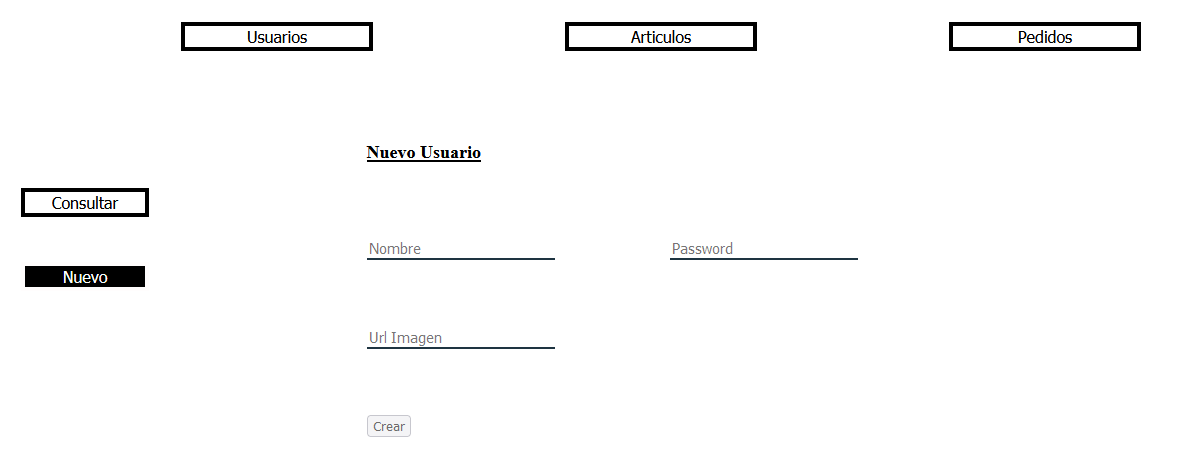 Usuarios
Articulos
Pedidos
Nuevo Usuario
Consultar
Nombre
Password
Nuevo
Url Imagen
Crear